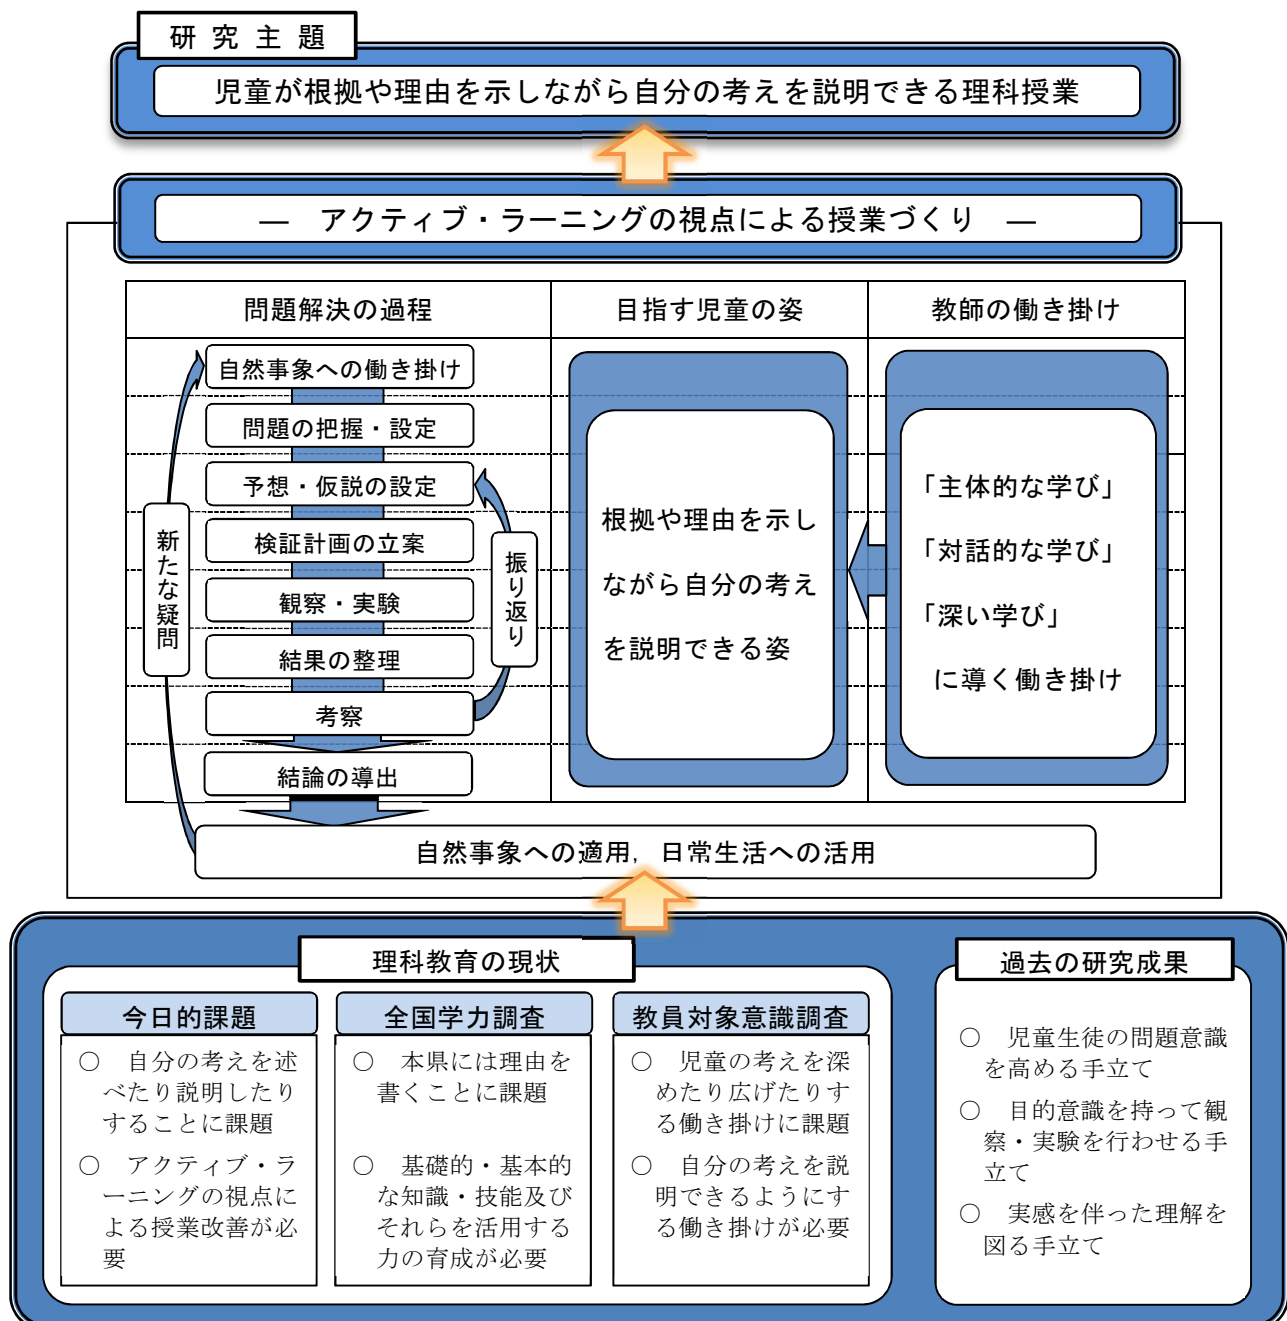 研究主題
児童が根拠や理由を示しながら自分の考えを説明できる理科授業
― アクティブ・ラーニングの視点による授業づくり ―
問題解決の過程
目指す児童の姿
教師の働き掛け
自然事象への働き掛け
問題の把握・設定
予想・仮説の設定
検証計画の立案
観察・実験
結果の整理
考察
結論の導出
新たな疑問
振り返り
根拠や理由を示し
ながら自分の考え
を説明できる姿
「主体的な学び」
「対話的な学び」
「深い学び」
に導く働き掛け
自然事象への適用，日常生活への活用
理科教育の現状
今日的課題
○ 自分の考えを述
べたり説明したり
することに課題
○ アクティブ・ラ
ーニングの視点に
よる授業改善が必
要
全国学力調査
○ 本県には理由を
書くことに課題
○ 基礎的・基本的
な知識・技能及び
それらを活用する
力の育成が必要
教員対象意識調査
○ 児童の考えを深
めたり広げたりす
る働き掛けに課題
○ 自分の考えを説
明できるようにす
る働き掛けが必要
過去の研究成果
○ 児童生徒の問題意識
を高める手立て
○ 目的意識を持って観
察・実験を行わせる手
立て
○ 実感を伴った理解を
図る手立て